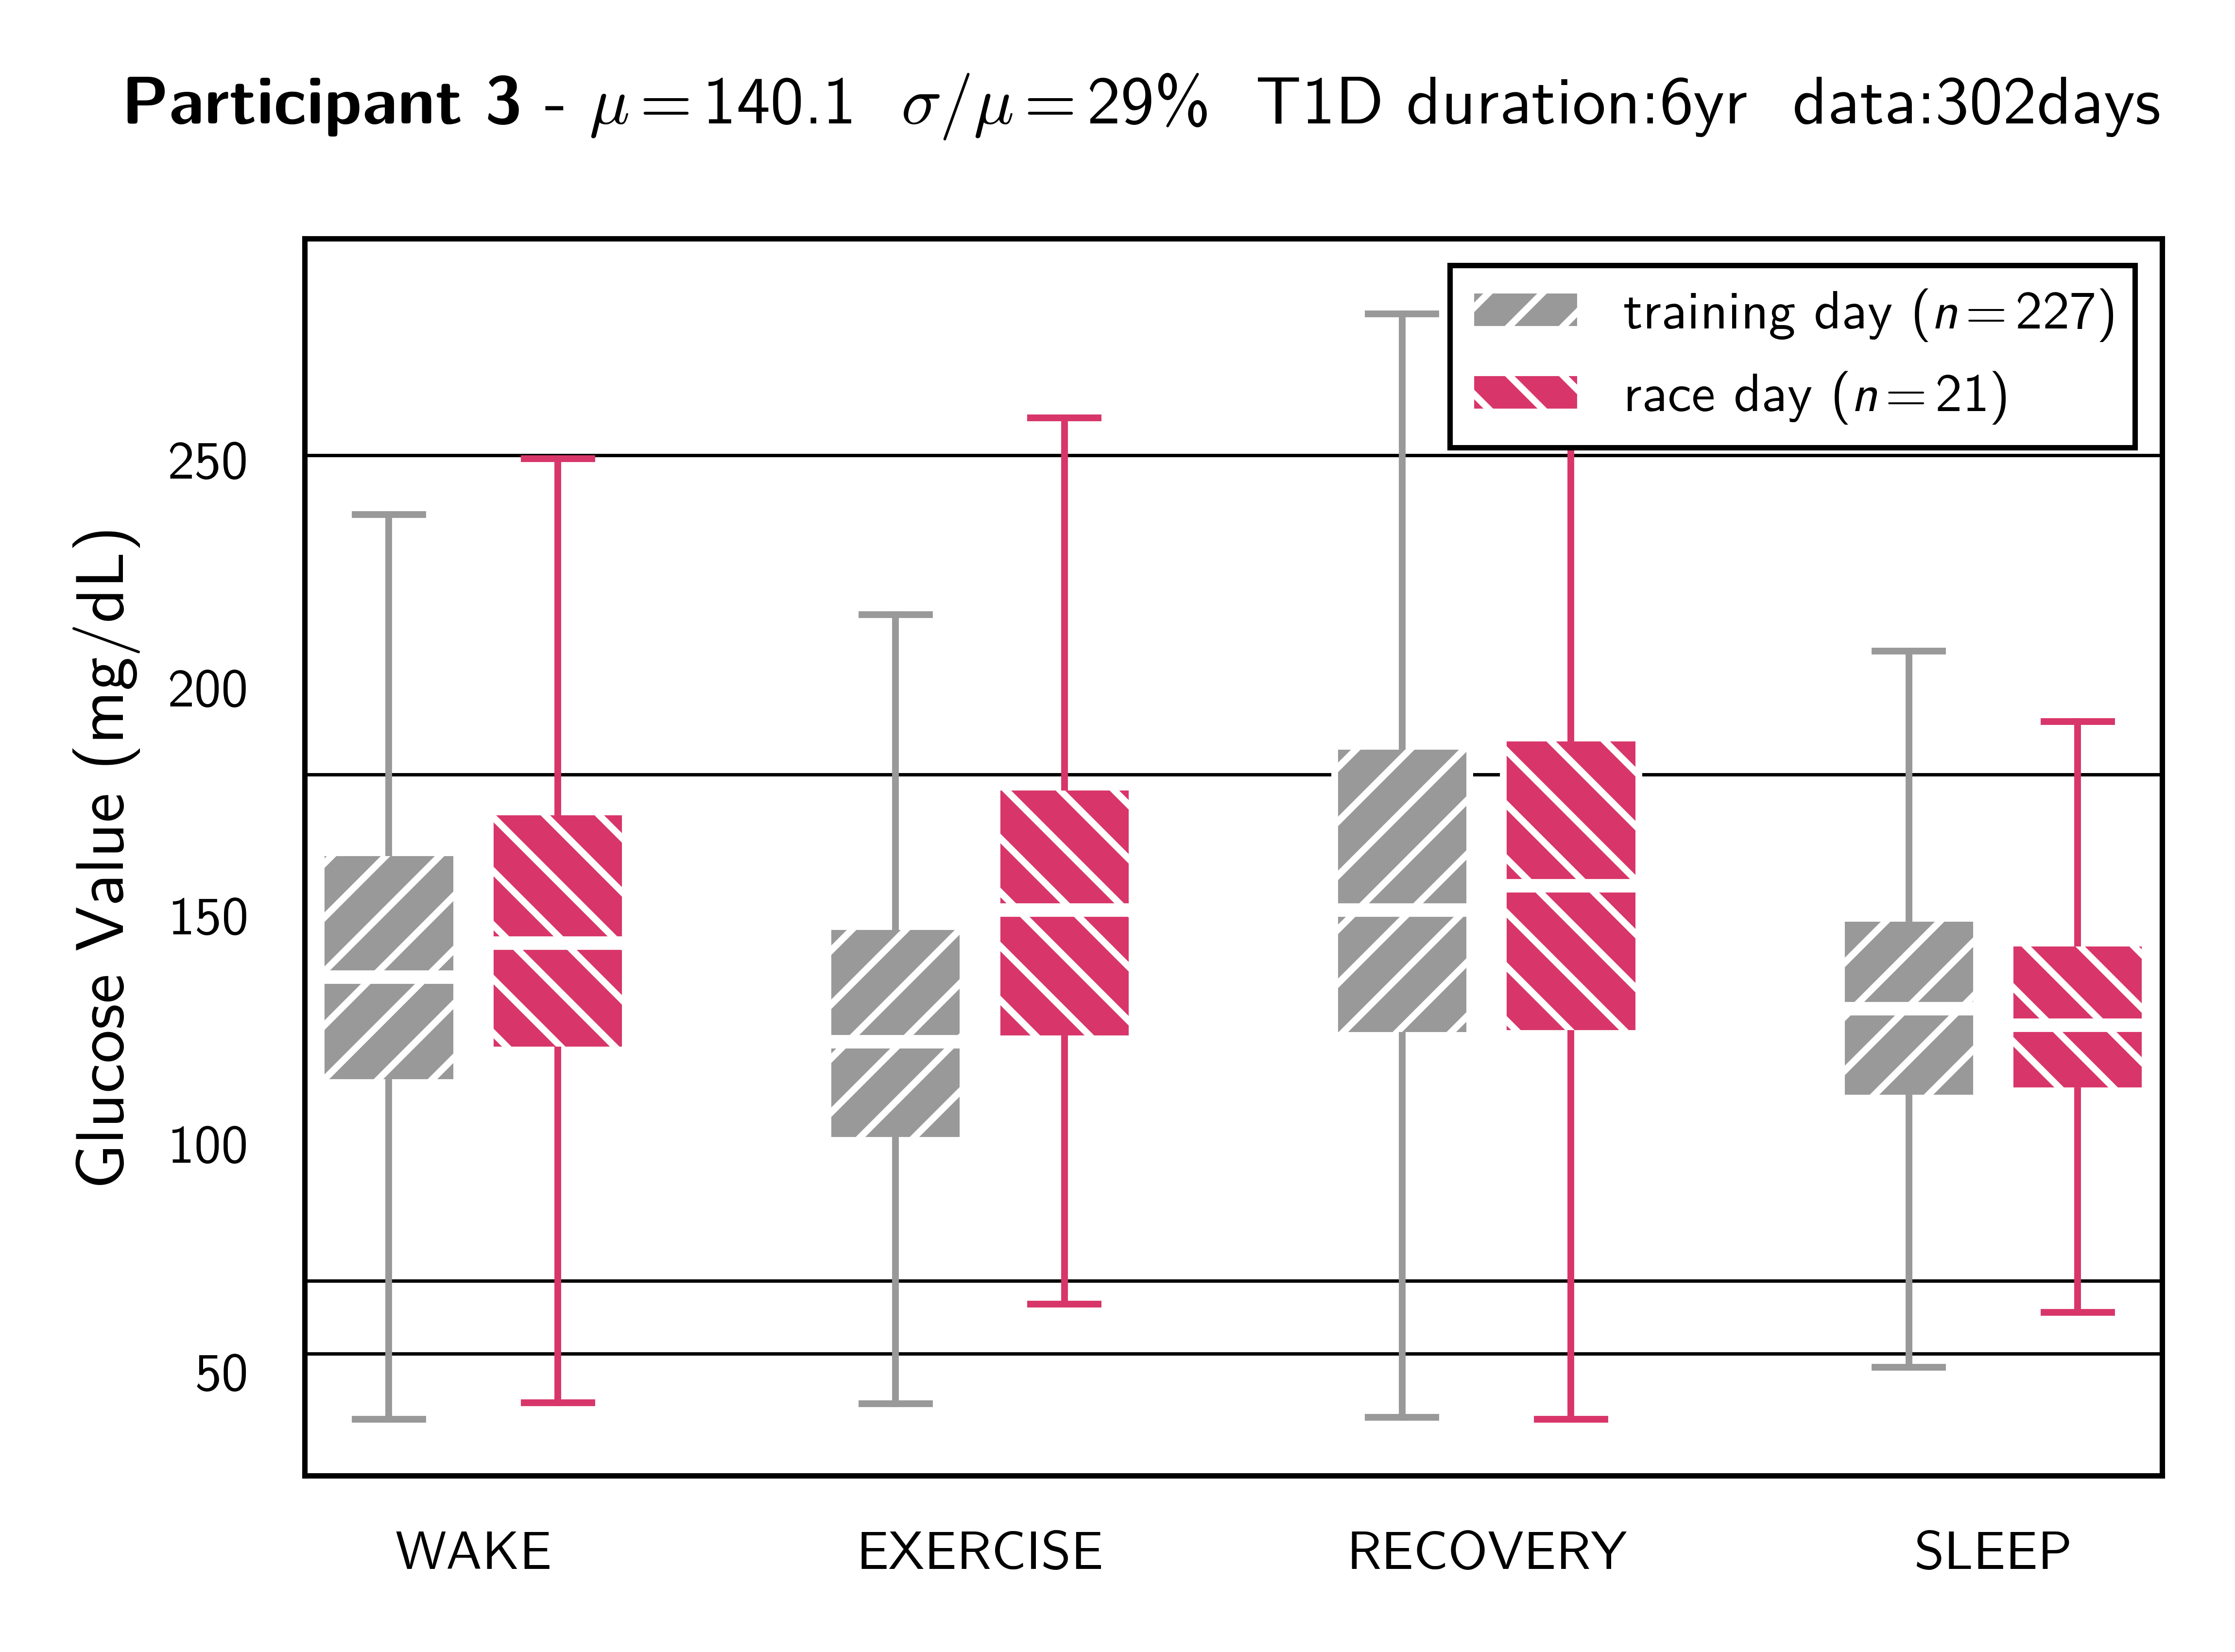 Participant 3 - μ=140.1 σ/μ=29% T1D duration:6yr data:302days
training day (n=227)
race day (n=21)
Glucose Value (mg/dL)
250
200
150
100
50
WAKE EXERCISE RECOVERY SLEEP